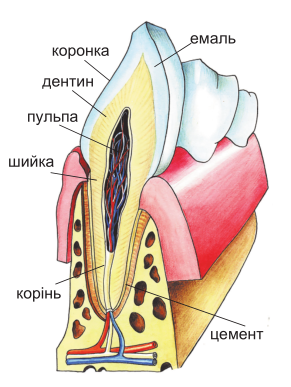 коронка
емаль
дентин
пульпа
шийка
корінь
цемент